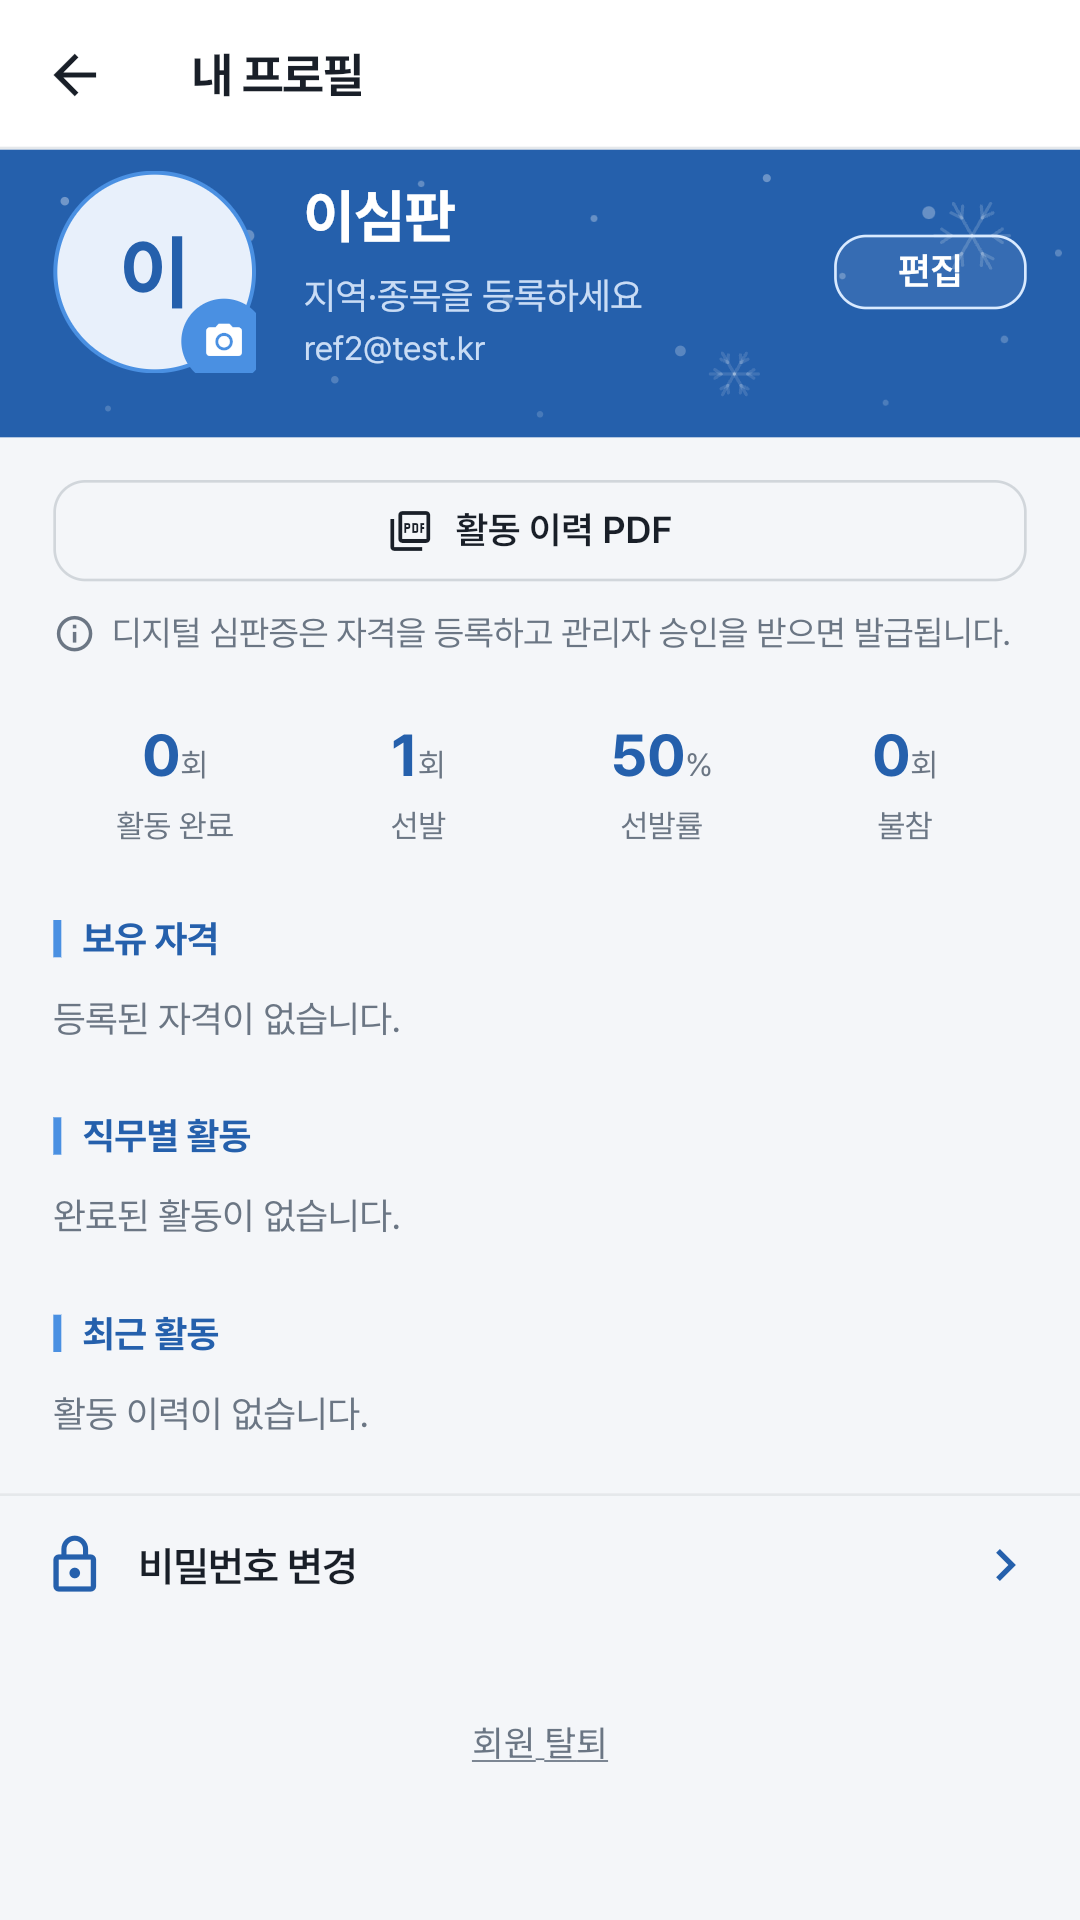 내 프로필
이심판
이
지역·종목을 등록하세요
ref2@test.kr
편집
PDF 활동 이력 PDF
디지털 심판증은 자격을 등록하고 관리자 승인을 받으면 발급됩니다.
0회 1회 50% 0회
활동 완료 선발 선발률 불참
보유 자격
등록된 자격이 없습니다.
직무별 활동
완료된 활동이 없습니다.
최근 활동
활동 이력이 없습니다.
비밀번호 변경
회원 탈퇴